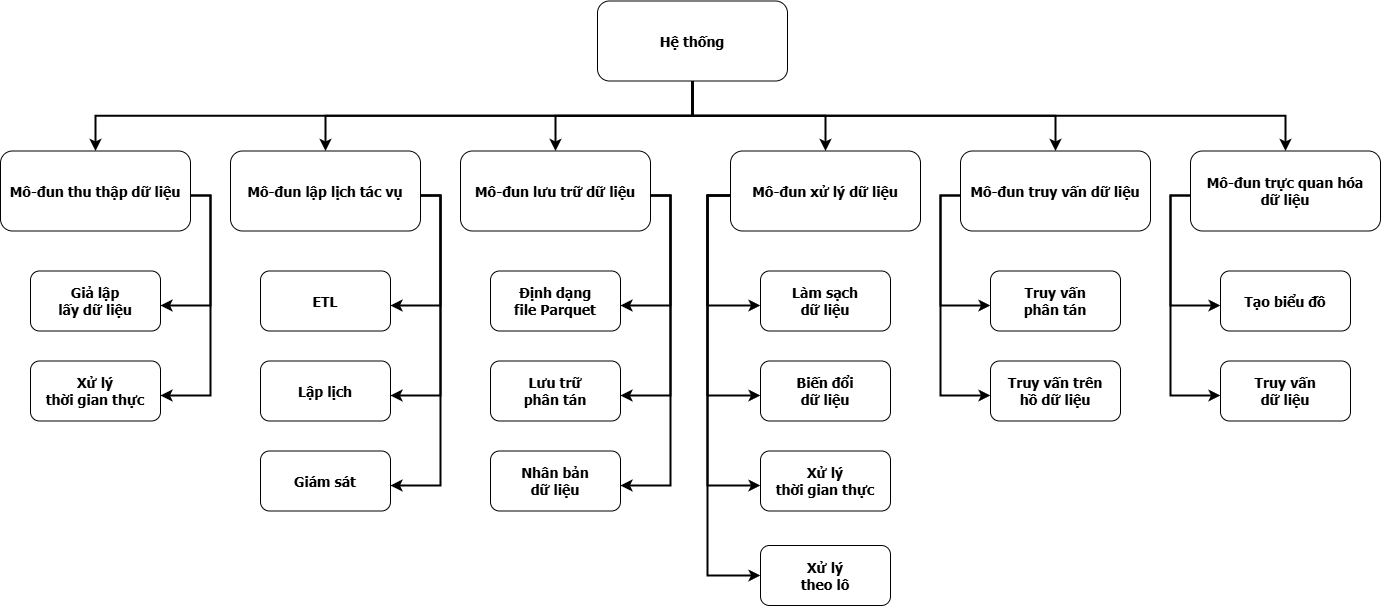 Hệ thống
Mô-đun thu thập dữ liệu
Mô-đun lập lịch tác vụ
Mô-đun lưu trữ dữ liệu
Mô-đun xử lý dữ liệu
Mô-đun truy vấn dữ liệu
Mô-đun trực quan hóa
dữ liệu
Giả lập
lấy dữ liệu
Xử lý
thời gian thực
ETL
Lập lịch
Giám sát
Định dạng
file Parquet
Lưu trữ
phân tán
Nhân bản
dữ liệu
Làm sạch
dữ liệu
Biến đổi
dữ liệu
Xử lý
thời gian thực
Xử lý
theo lô
Truy vấn
phân tán
Truy vấn trên
hồ dữ liệu
Tạo biểu đồ
Truy vấn
dữ liệu